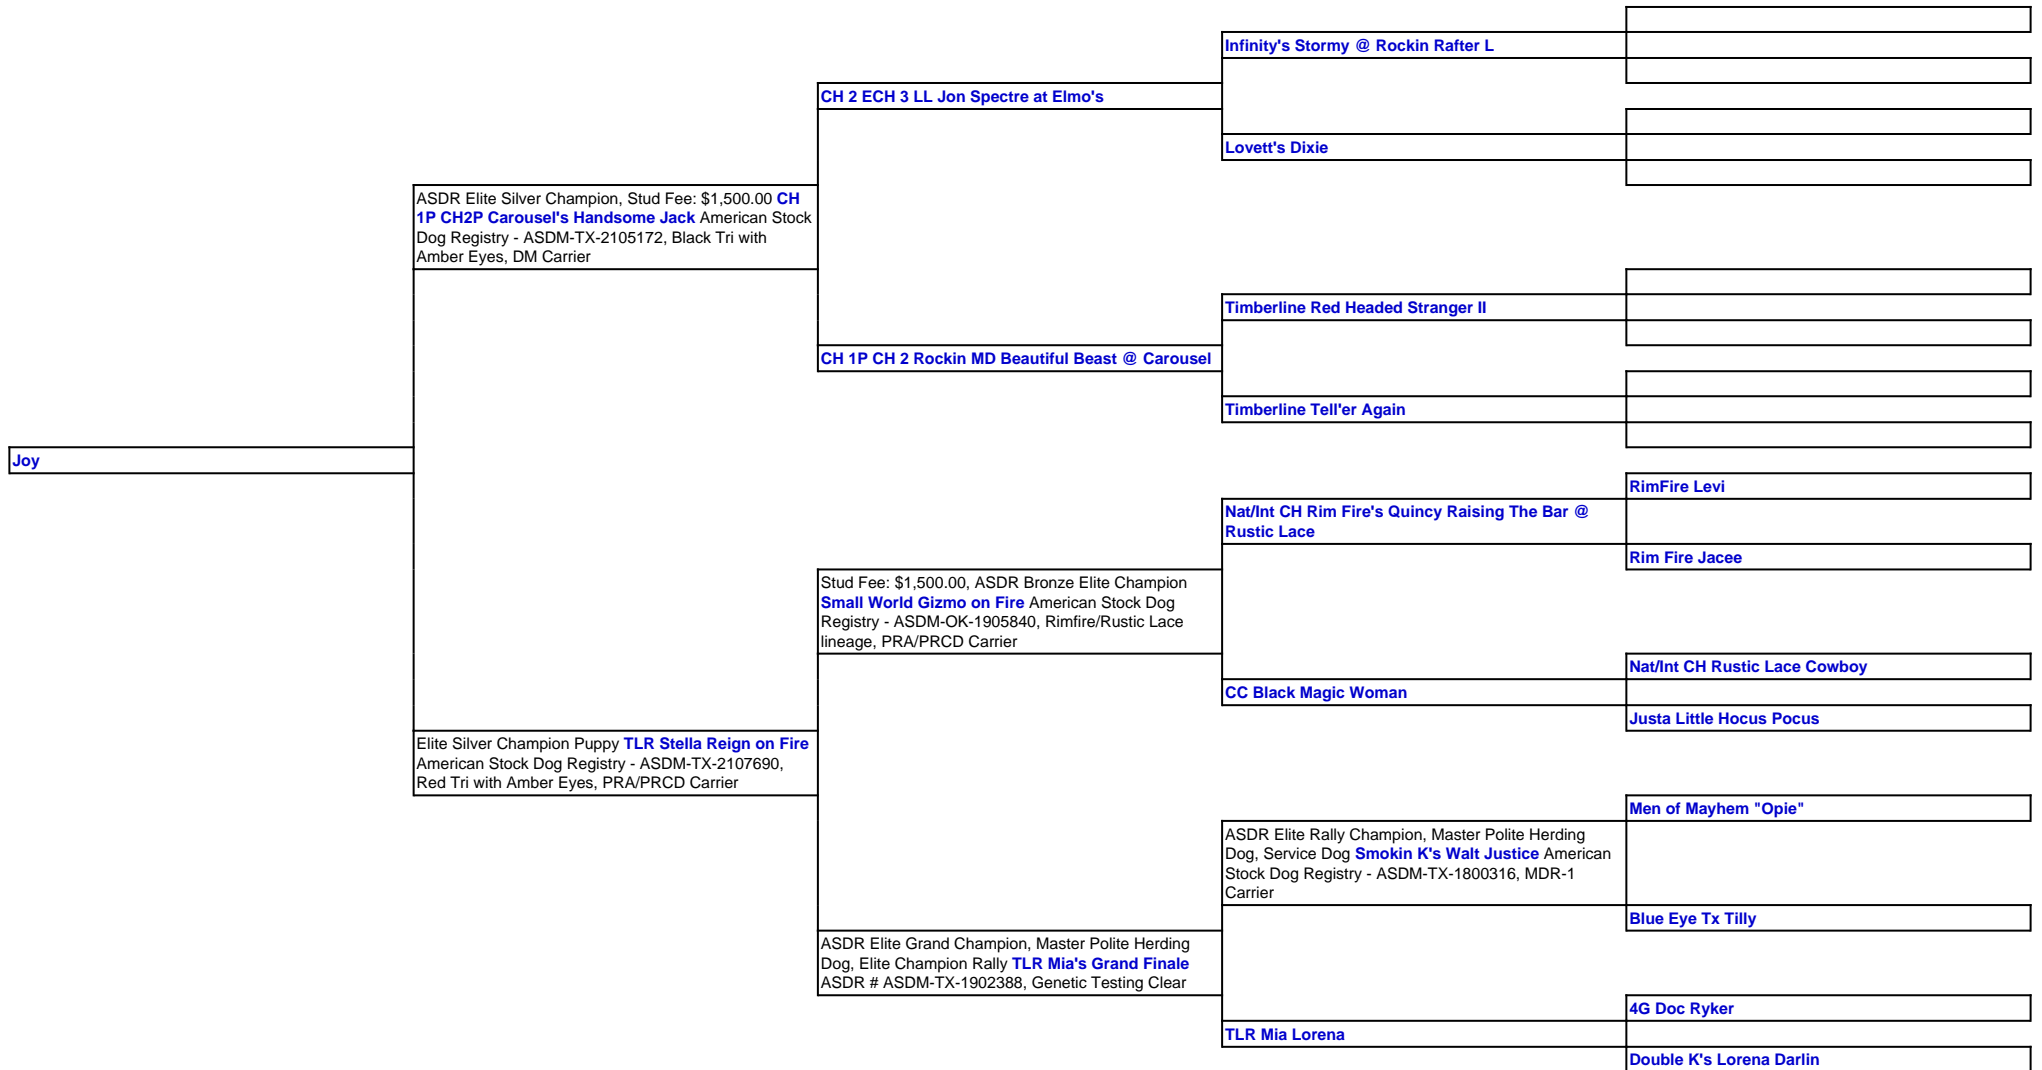 Infinity's Stormy @ Rockin Rafter L
CH 2 ECH 3 LL Jon Spectre at Elmo's
Lovett's Dixie
ASDR Elite Silver Champion, Stud Fee: $1,500.00 CH
1P CH2P Carousel's Handsome Jack American Stock
Dog Registry - ASDM-TX-2105172, Black Tri with
Amber Eyes, DM Carrier
Timberline Red Headed Stranger II
CH 1P CH 2 Rockin MD Beautiful Beast @ Carousel
Timberline Tell'er Again
Joy
RimFire Levi
Nat/Int CH Rim Fire's Quincy Raising The Bar @
Rustic Lace
Rim Fire Jacee
Stud Fee: $1,500.00, ASDR Bronze Elite Champion
Small World Gizmo on Fire American Stock Dog
Registry - ASDM-OK-1905840, Rimfire/Rustic Lace
lineage, PRA/PRCD Carrier
Nat/Int CH Rustic Lace Cowboy
CC Black Magic Woman
Justa Little Hocus Pocus
Elite Silver Champion Puppy TLR Stella Reign on Fire
American Stock Dog Registry - ASDM-TX-2107690,
Red Tri with Amber Eyes, PRA/PRCD Carrier
Men of Mayhem "Opie"
ASDR Elite Rally Champion, Master Polite Herding
Dog, Service Dog Smokin K's Walt Justice American
Stock Dog Registry - ASDM-TX-1800316, MDR-1
Carrier
Blue Eye Tx Tilly
ASDR Elite Grand Champion, Master Polite Herding
Dog, Elite Champion Rally TLR Mia's Grand Finale
ASDR # ASDM-TX-1902388, Genetic Testing Clear
4G Doc Ryker
TLR Mia Lorena
Double K's Lorena Darlin